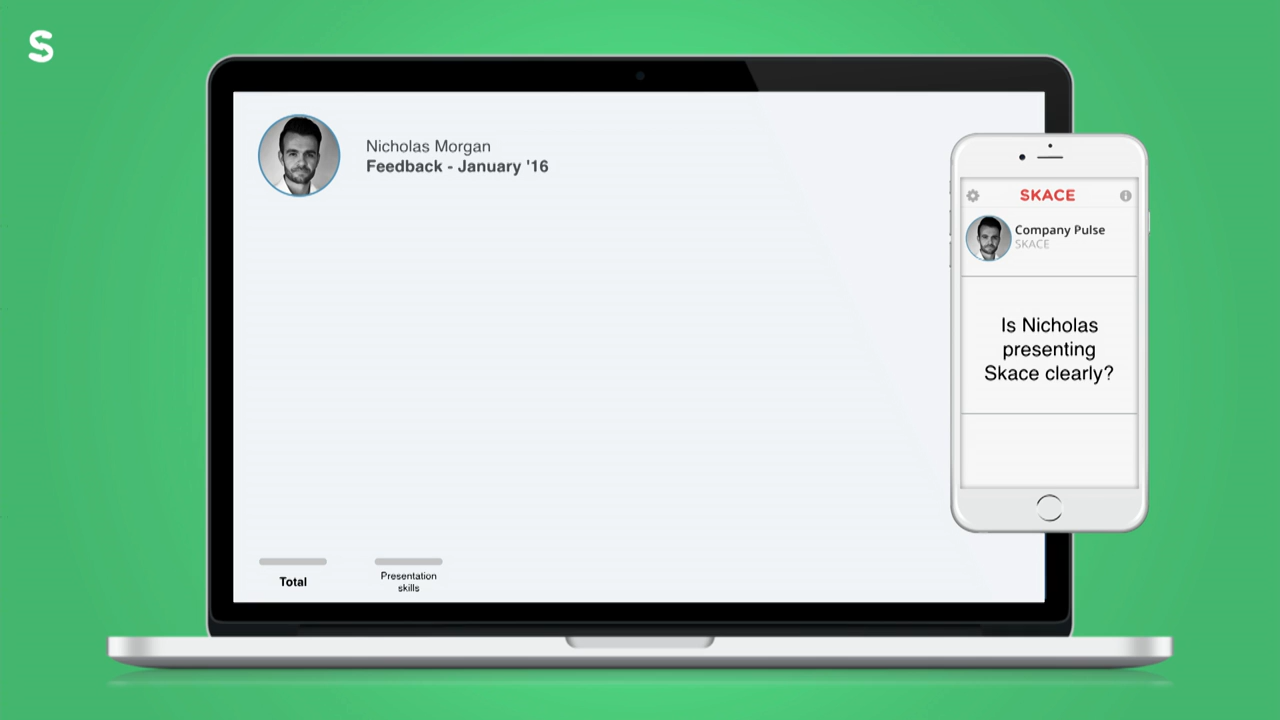 S
Nicholas Morgan
Feedback - January '16
SKACE
Company Pulse
SKACE
Is Nicholas
presenting
Skace clearly?
Total
Presentation
skills